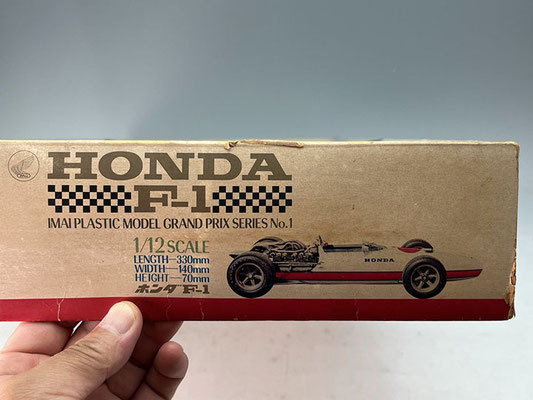 HONDA
F-1
IMAI PLASTIC MODEL GRAND PRIX SERIES No.1
1/12 SCALE
LENGTH—330mm
WIDTH—140mm
HEIGHT—70mm
ホンダ F-1
HONDA